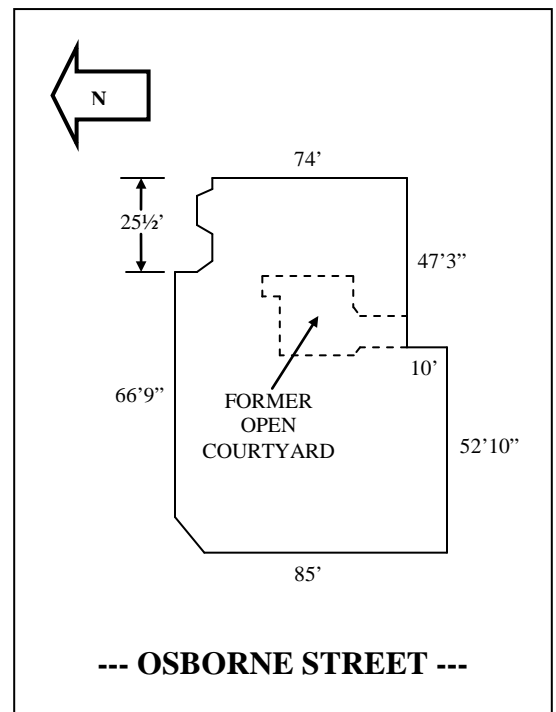 N
74’
25½’
47’3”
10’
66’9”
FORMER
OPEN
COURTYARD
52’10”
85’
--- OSBORNE STREET ---